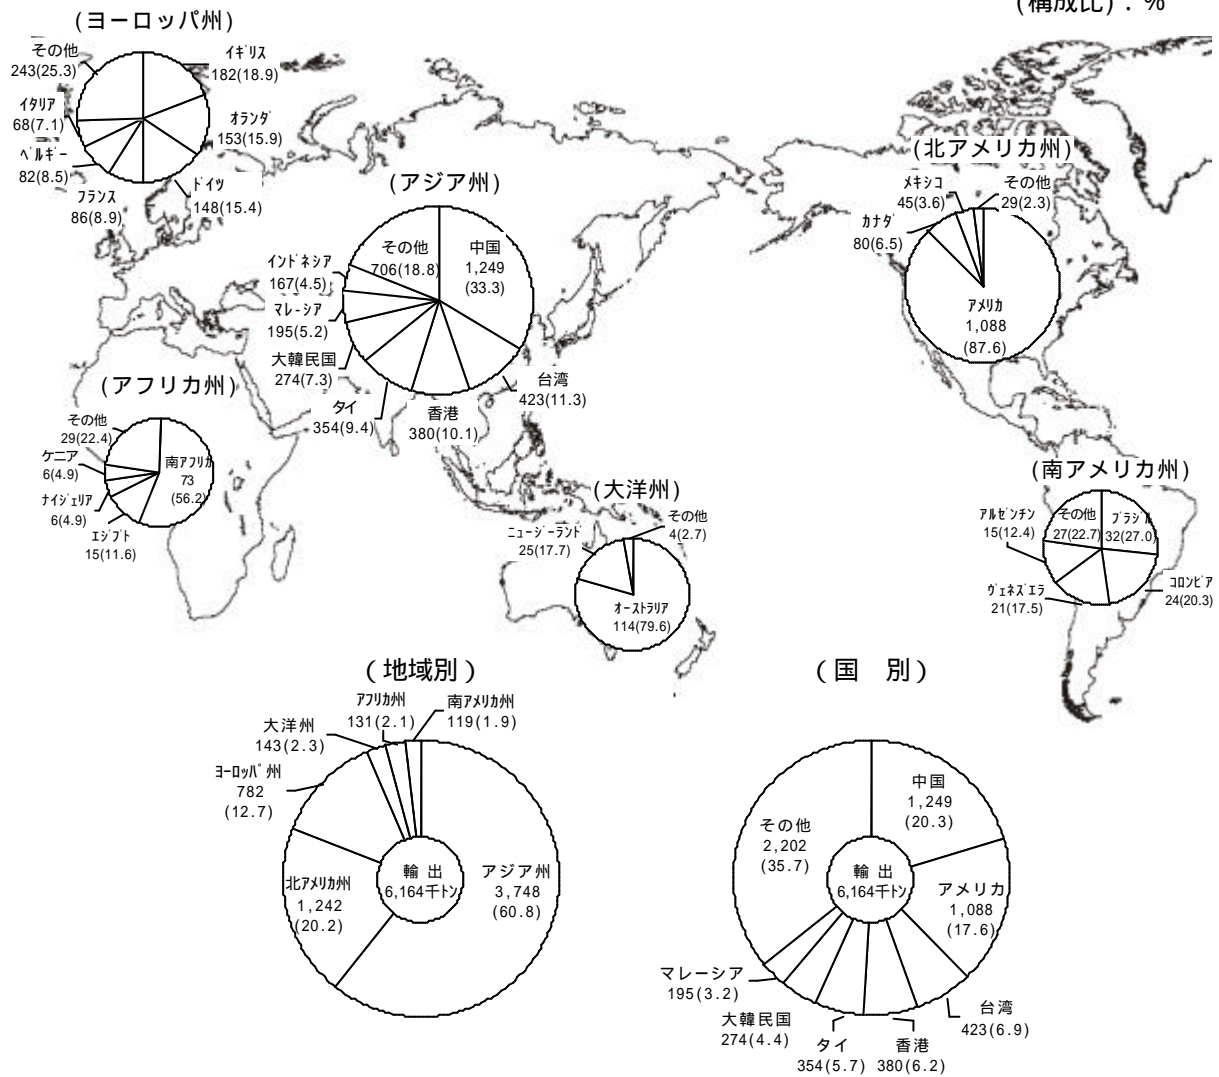 (構成比)：％
(ヨーロッパ州)
その他
243(25.3)
イギリス
182(18.9)
イタリア
68(7.1)
オランダ
153(15.9)
ベルギー
82(8.5)
フランス
86(8.9)
ドイツ
148(15.4)
(アジア州)
その他
706(18.8)
中国
1,249
(33.3)
インドネシア
167(4.5)
マレーシア
195(5.2)
大韓民国
274(7.3)
タイ
354(9.4)
香港
380(10.1)
台湾
423(11.3)
(北アメリカ州)
メキシコ
45(3.6)
その他
29(2.3)
カナダ
80(6.5)
アメリカ
1,088
(87.6)
(アフリカ州)
その他
29(22.4)
ケニア
6(4.9)
ナイジェリア
6(4.9)
エジプト
15(11.6)
南アフリカ
73
(56.2)
(大洋州)
ニュージーランド
25(17.7)
その他
4(2.7)
オーストラリア
114(79.6)
(南アメリカ州)
アルゼンチン
15(12.4)
その他
27(22.7)
ブラジル
32(27.0)
ヴェネズエラ
21(17.5)
コロンビア
24(20.3)
(地域別)
アフリカ州
131(2.1)
南アメリカ州
119(1.9)
大洋州
143(2.3)
ヨーロッパ州
782
(12.7)
北アメリカ州
1,242
(20.2)
輸 出
6,164千トン
アジア州
3,748
(60.8)
(国　別)
中国
1,249
(20.3)
その他
2,202
(35.7)
輸 出
6,164千トン
アメリカ
1,088
(17.6)
マレーシア
195(3.2)
大韓民国
274(4.4)
タイ
354(5.7)
香港
380(6.2)
台湾
423(6.9)